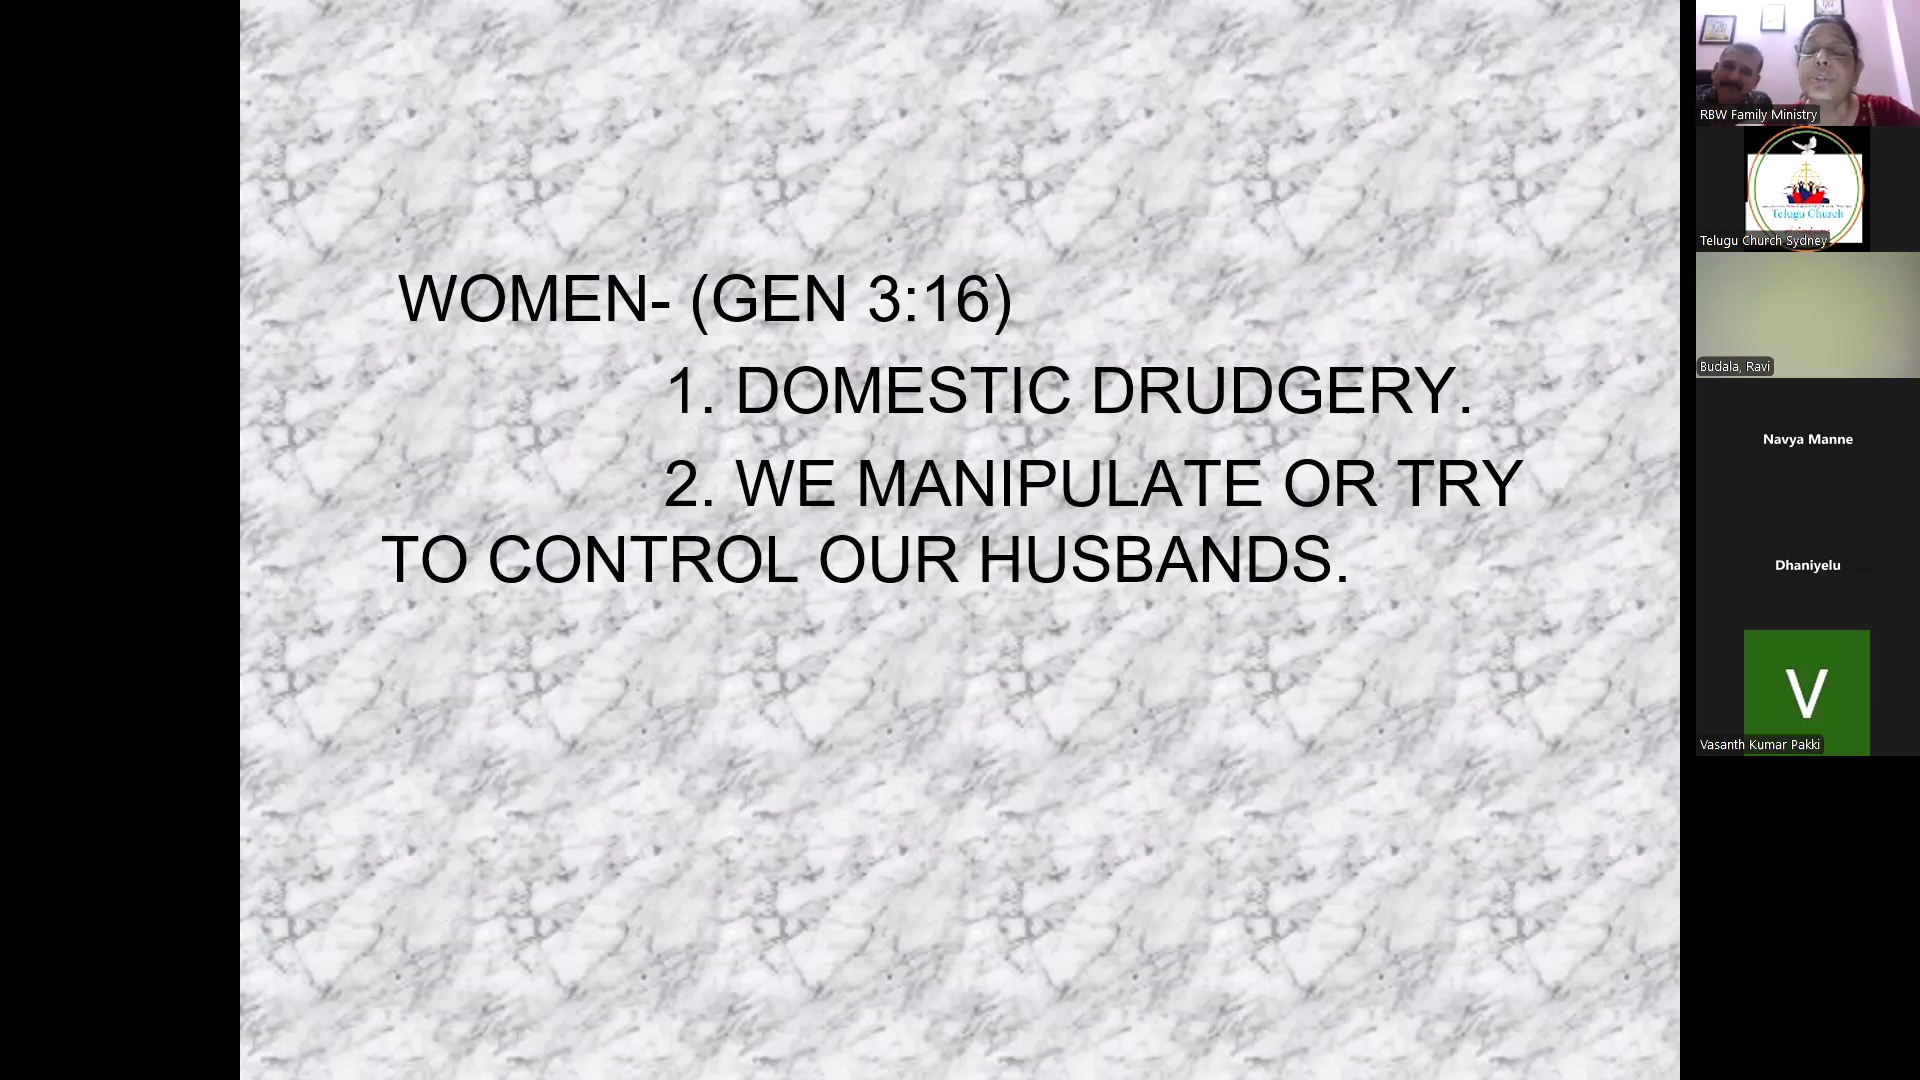 WOMEN- (GEN 3:16)
1. DOMESTIC DRUDGERY.
2. WE MANIPULATE OR TRY
TO CONTROL OUR HUSBANDS.
RBW Family Ministry
Telugu Church
Telugu Church Sydney
Budala, Ravi
Navya Manne
Dhaniyelu
V
Vasanth Kumar Pakki